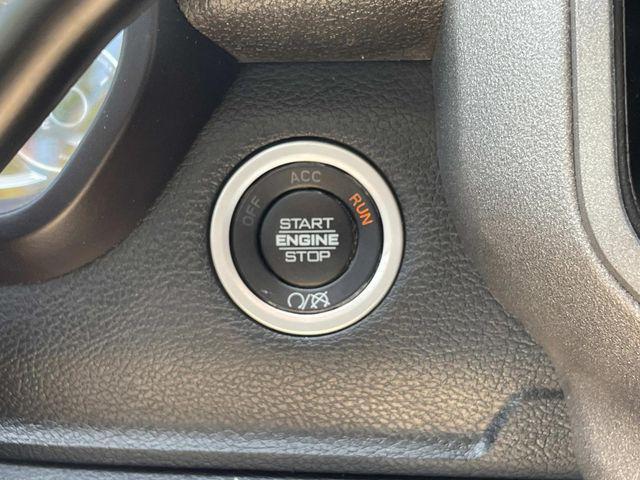 OFF
ACC
RUN
START
ENGINE
STOP